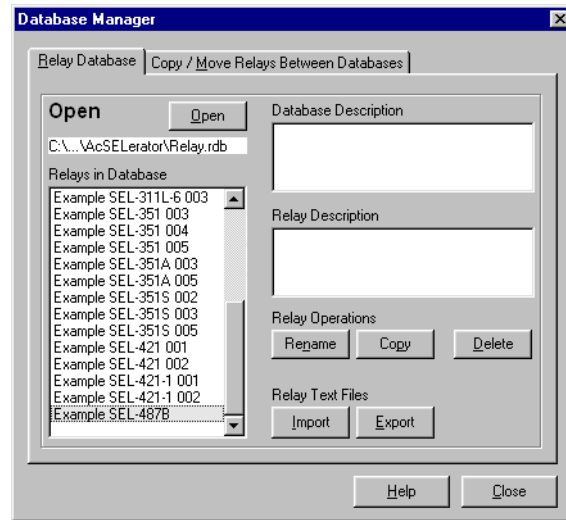 Database Manager
Relay Database
Copy / Move Relays Between Databases
Open
Open
C:\...\AcSELerator\Relay.rdb
Relays in Database
Example SEL-311L-6 003
Example SEL-351 003
Example SEL-351 004
Example SEL-351 005
Example SEL-351A 003
Example SEL-351A 005
Example SEL-351S 002
Example SEL-351S 003
Example SEL-351S 005
Example SEL-421 001
Example SEL-421 002
Example SEL-421-1 001
Example SEL-421-1 002
Example SEL-487B
Database Description
Relay Description
Relay Operations
Rename
Copy
Delete
Relay Text Files
Import
Export
Help
Close